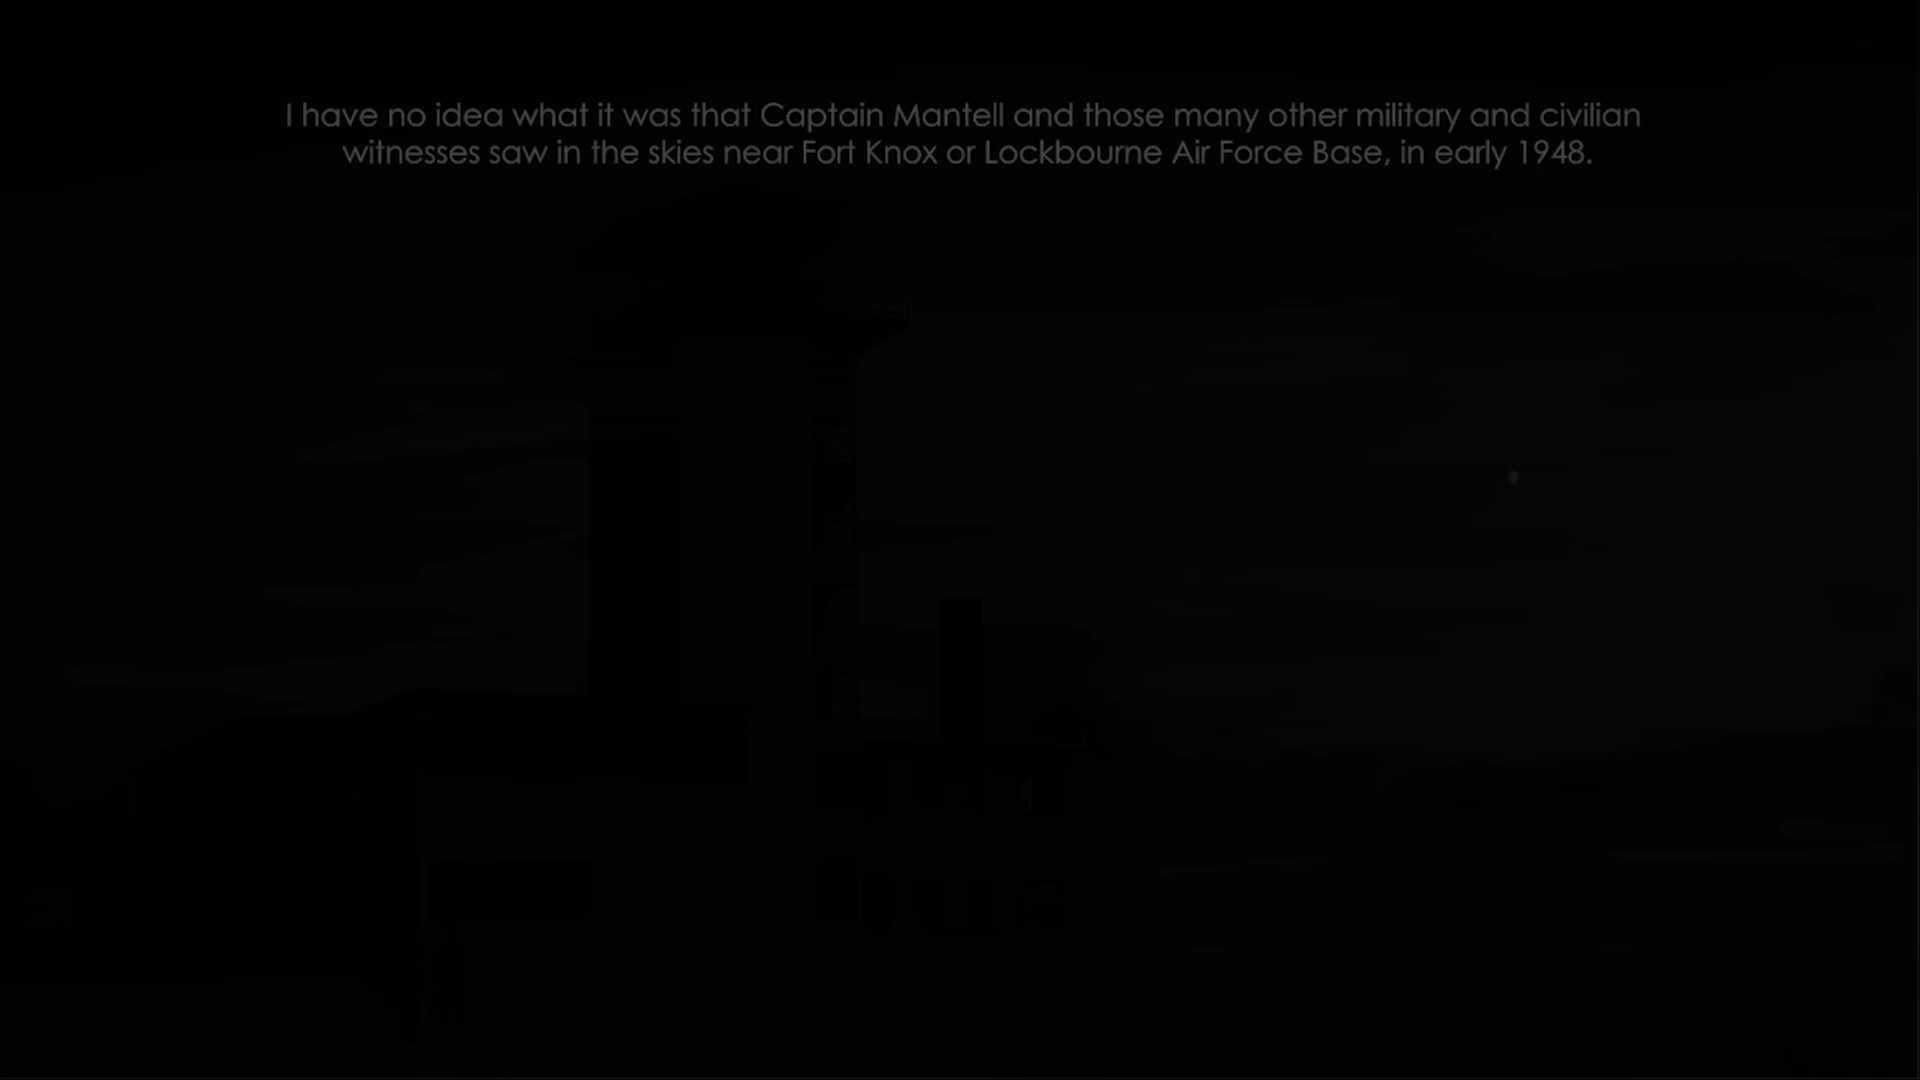 I have no idea what it was that Captain Mantell and those many other military and civilian
witnesses saw in the skies near Fort Knox or Lockbourne Air Force Base, in early 1948.